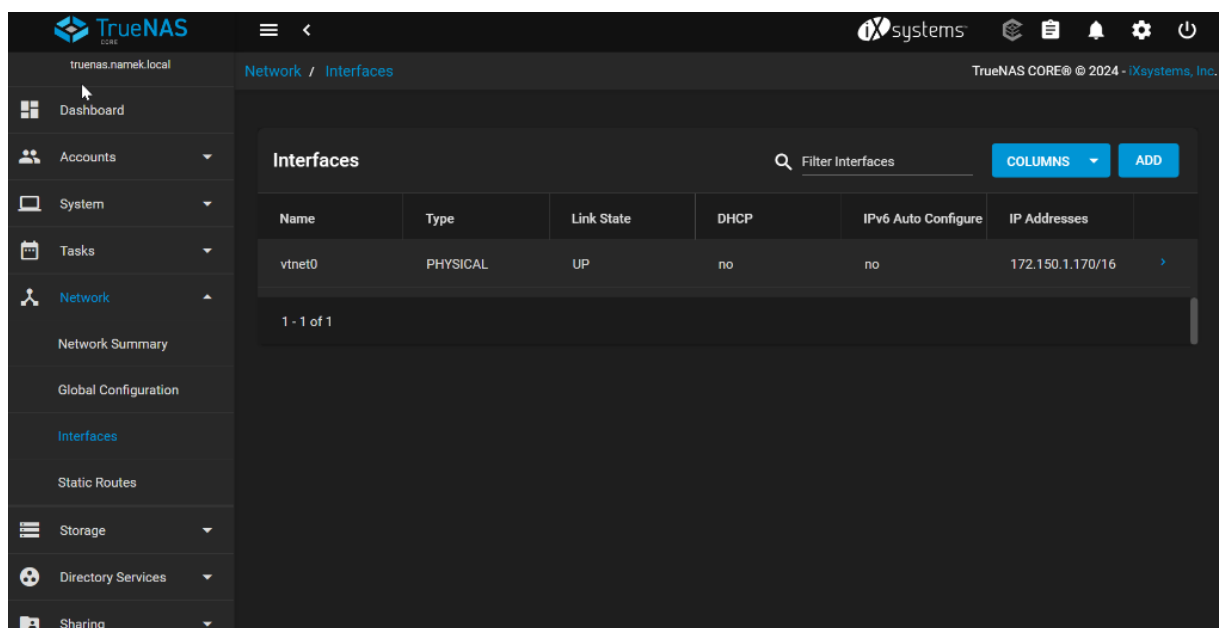 TrueNAS
CORE
iXsystems
truenas.namek.local
Network / Interfaces
TrueNAS CORE® © 2024 - iXsystems, Inc.
Dashboard
Accounts
System
Tasks
Network
Network Summary
Global Configuration
Interfaces
Static Routes
Storage
Directory Services
Sharing
Interfaces
Filter Interfaces
COLUMNS
ADD
Name Type Link State DHCP IPv6 Auto Configure IP Addresses
vtnet0 PHYSICAL UP no no 172.150.1.170/16
1 - 1 of 1